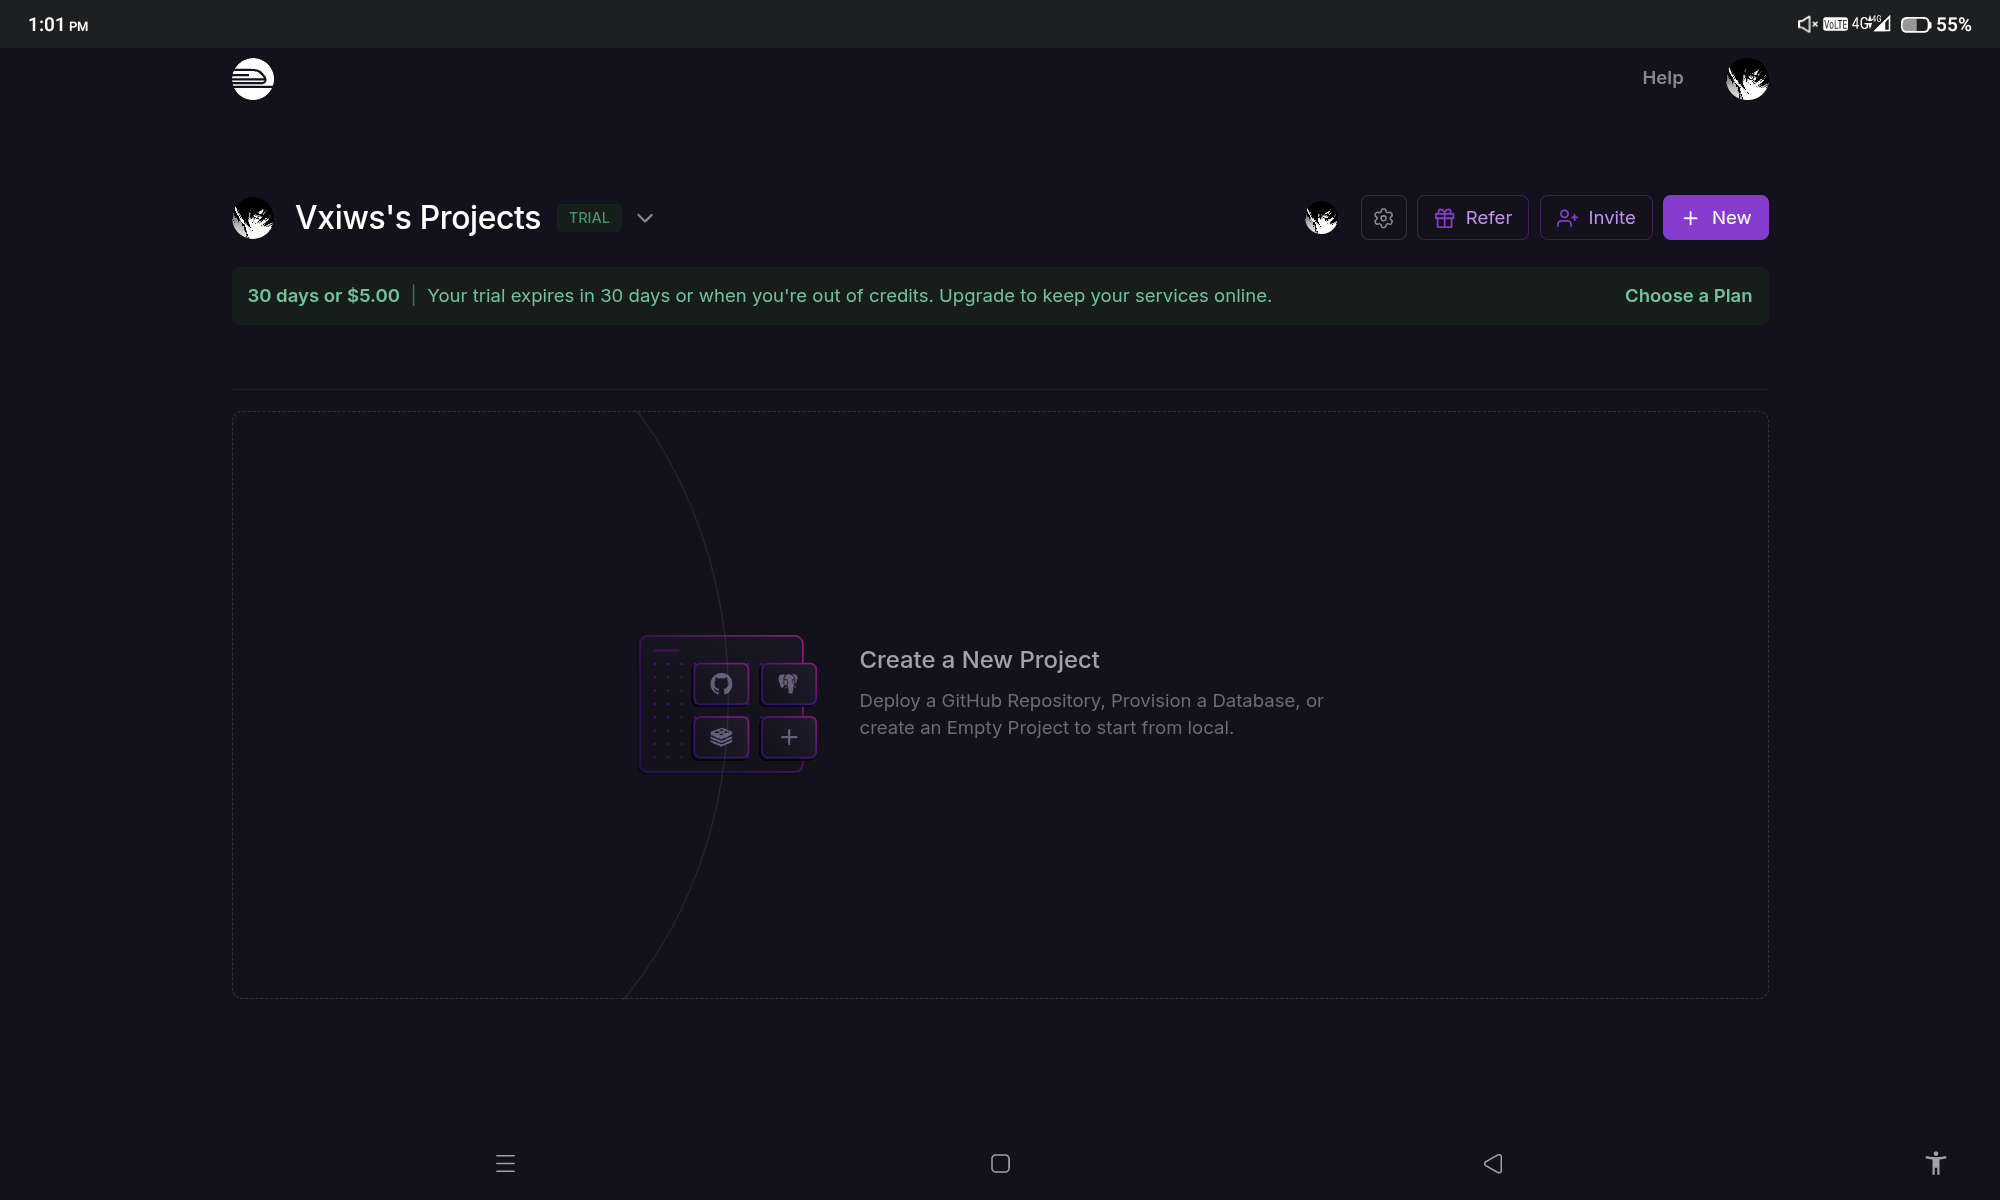 1:01 PM
VoLTE 4G 4G 55%
Help
Vxiws's Projects TRIAL
Refer Invite New
30 days or $5.00 | Your trial expires in 30 days or when you're out of credits. Upgrade to keep your services online. Choose a Plan
Create a New Project
Deploy a GitHub Repository, Provision a Database, or
create an Empty Project to start from local.